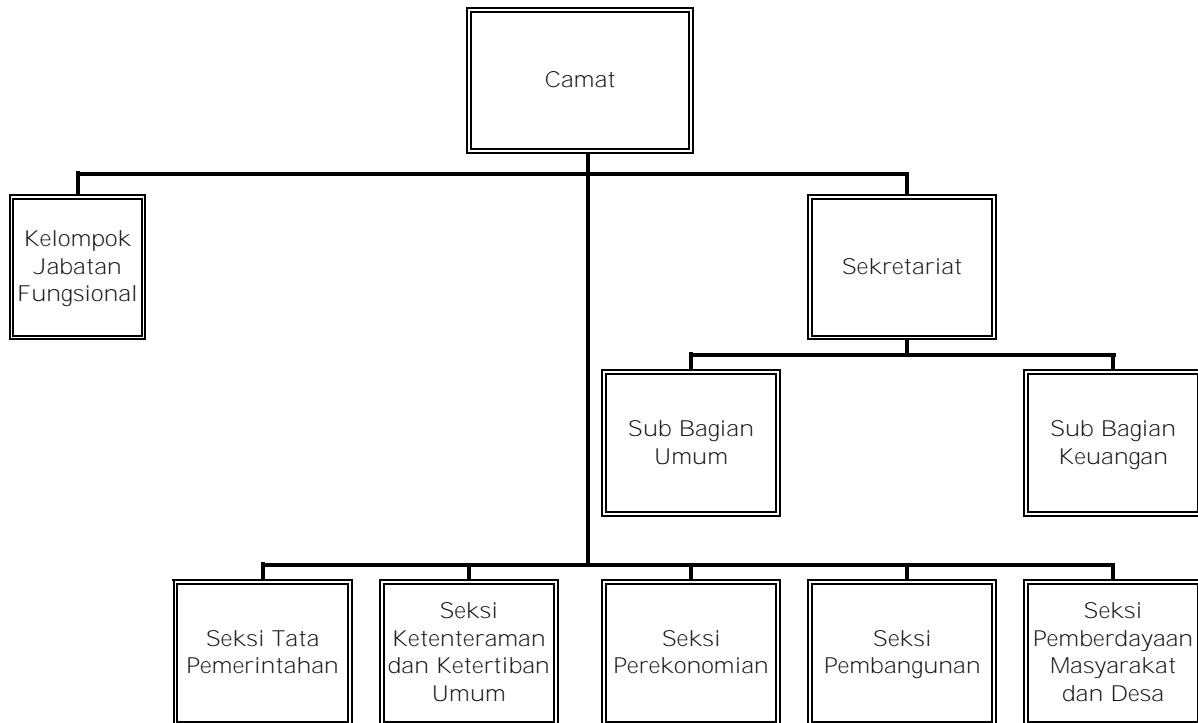 Camat
Kelompok
Jabatan
Fungsional
Sekretariat
Sub Bagian
Umum
Sub Bagian
Keuangan
Seksi Tata
Pemerintahan
Seksi
Ketenteraman
dan Ketertiban
Umum
Seksi
Perekonomian
Seksi
Pembangunan
Seksi
Pemberdayaan
Masyarakat
dan Desa